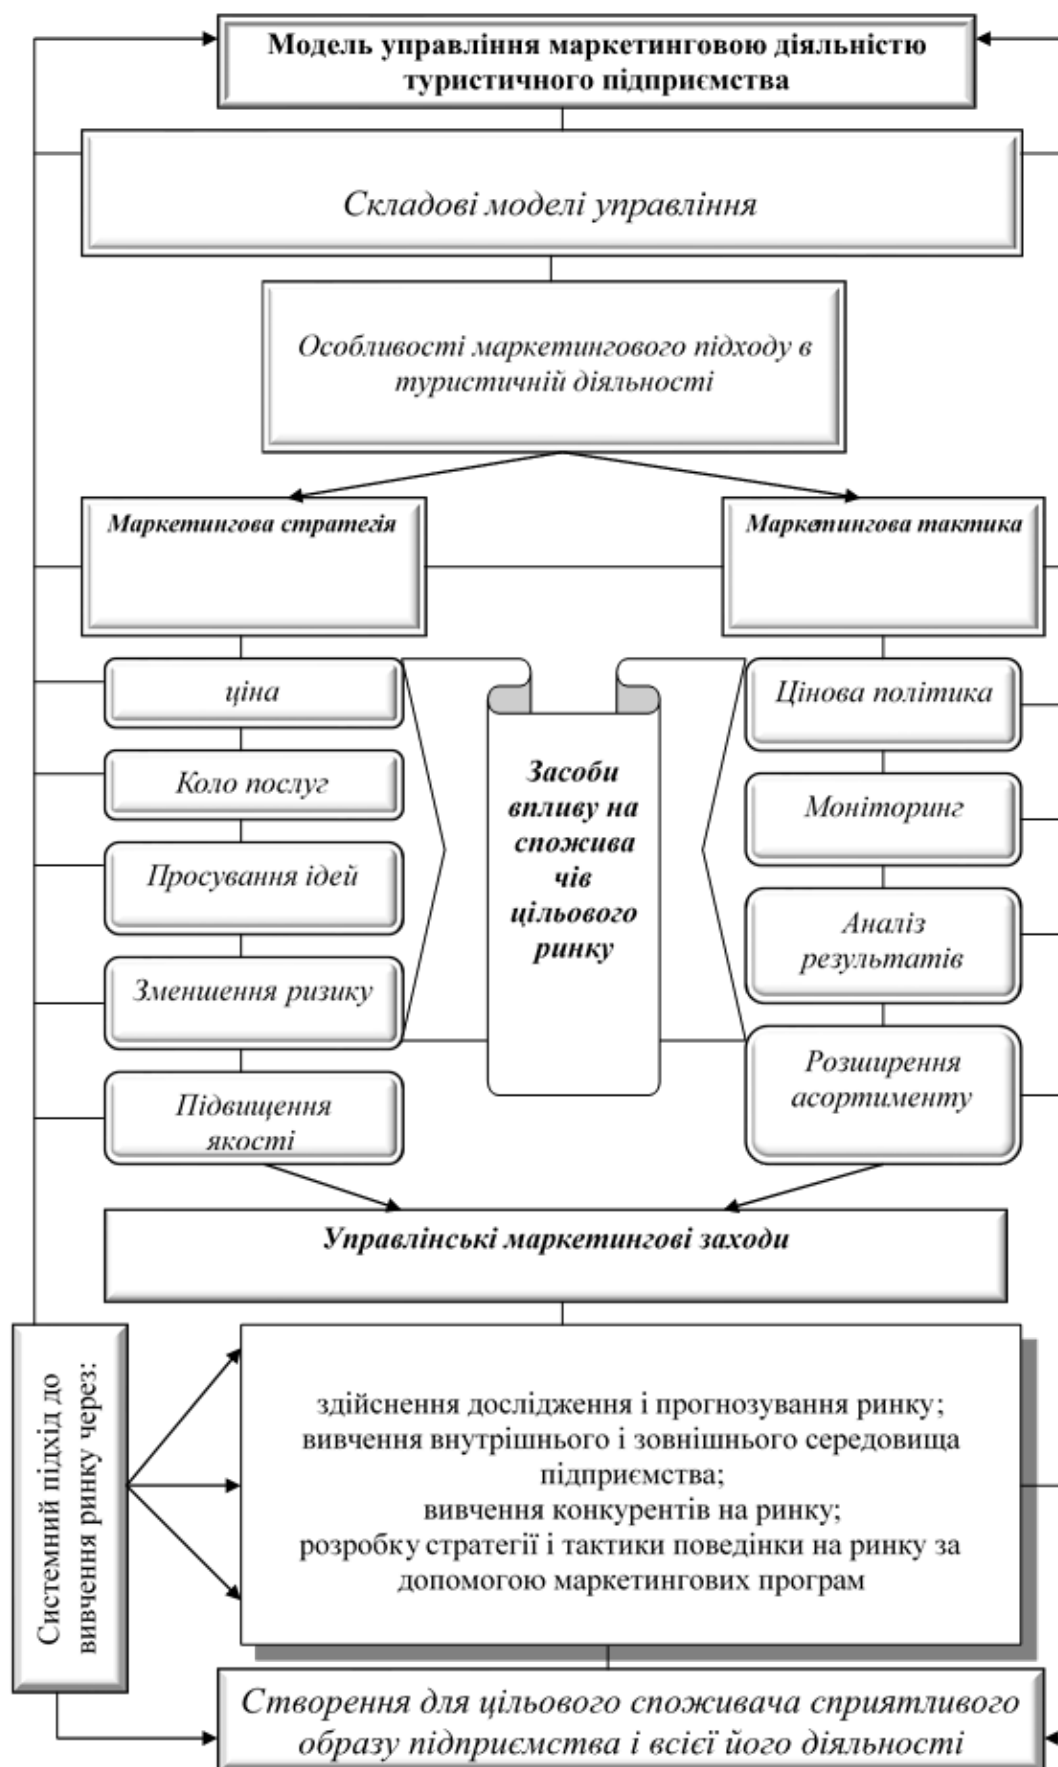 Модель управління маркетинговою діяльністю
туристичного підприємства
Складові моделі управління
Особливості маркетингового підходу в
туристичній діяльності
Маркетингова стратегія
Маркетингова тактика
ціна
Коло послуг
Просування ідей
Зменшення ризику
Підвищення
якості
Засоби
впливу на
спожива
чів
цільового
ринку
Цінова політика
Моніторинг
Аналіз
результатів
Розширення
асортименту
Управлінські маркетингові заходи
Системний підхід до
вивчення ринку через:
здійснення дослідження і прогнозування ринку;
вивчення внутрішнього і зовнішнього середовища
підприємства;
вивчення конкурентів на ринку;
розробку стратегії і тактики поведінки на ринку за
допомогою маркетингових програм
Створення для цільового споживача сприятливого
образу підприємства і всієї його діяльності